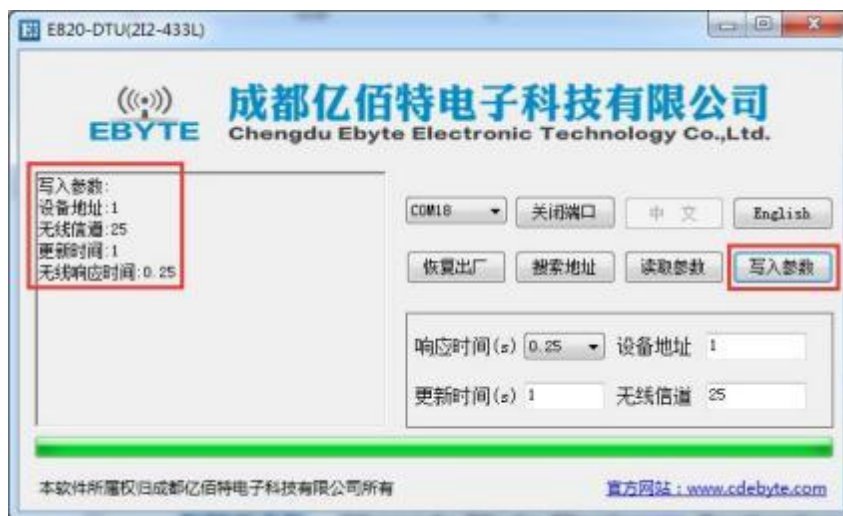 E820-DTU(2I2-433L)
((•))
EBYTE
成都亿佰特电子科技有限公司
Chengdu Ebyte Electronic Technology Co.,Ltd.
写入参数:
设备地址:1
无线信道:25
更新时间:1
无线响应时间:0.25
COM18 关闭端口 中 文 English
恢复出厂 搜索地址 读取参数 写入参数
响应时间(s) 0.25 设备地址 1
更新时间(s) 1 无线信道 25
本软件所属权归成都亿佰特电子科技有限公司所有
官方网站：www.cdebyte.com